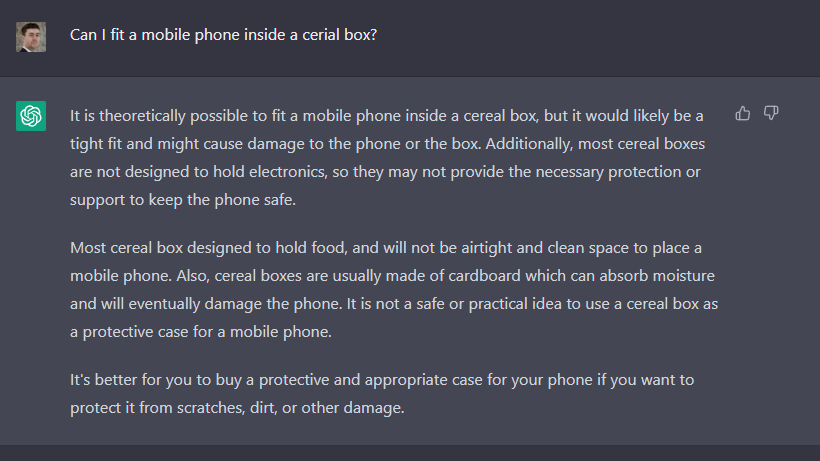 Can I fit a mobile phone inside a cerial box?
It is theoretically possible to fit a mobile phone inside a cereal box, but it would likely be a
tight fit and might cause damage to the phone or the box. Additionally, most cereal boxes
are not designed to hold electronics, so they may not provide the necessary protection or
support to keep the phone safe.
Most cereal box designed to hold food, and will not be airtight and clean space to place a
mobile phone. Also, cereal boxes are usually made of cardboard which can absorb moisture
and will eventually damage the phone. It is not a safe or practical idea to use a cereal box as
a protective case for a mobile phone.
It's better for you to buy a protective and appropriate case for your phone if you want to
protect it from scratches, dirt, or other damage.